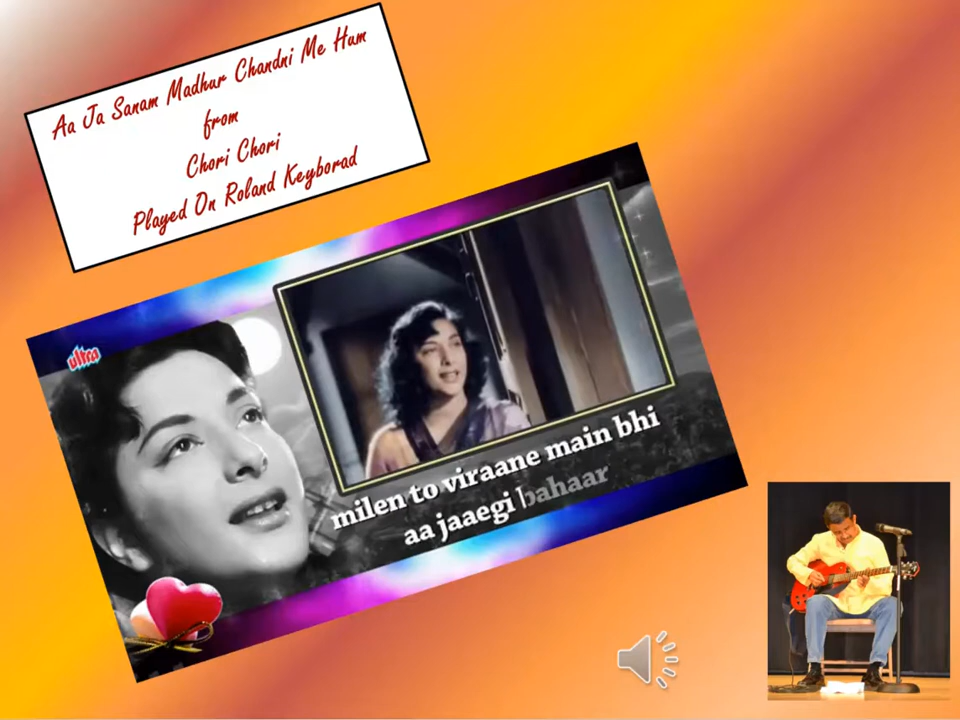 Aa Ja Sanam Madhur Chandni Me Hum
from
Chori Chori
Played On Roland Keyborad
ultra
milen to viraane main bhi
aa jaaegi bahaar